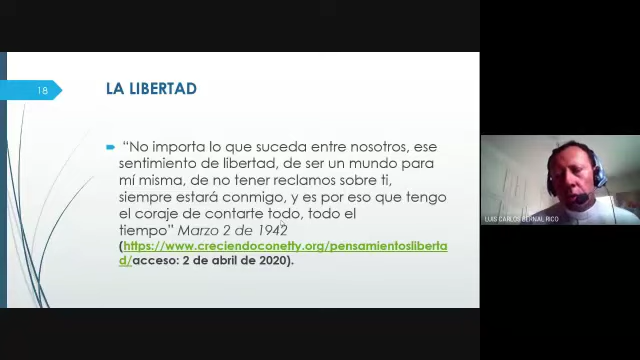 18
LA LIBERTAD
“No importa lo que suceda entre nosotros, ese
sentimiento de libertad, de ser un mundo para
mí misma, de no tener reclamos sobre ti,
siempre estará conmigo, y es por eso que tengo
el coraje de contarte todo, todo el
tiempo” Marzo 2 de 1942
(https://www.creciendoconetty.org/pensamientosliberta
d/acceso: 2 de abril de 2020).
LUIS CARLOS BERNAL RICO